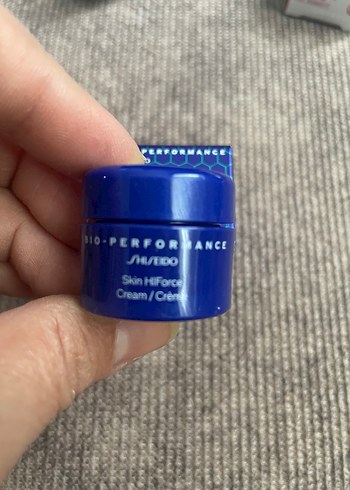 PERFORMANCE
BIO-PERFORMANCE
SHISEIDO
Skin HIForce
Cream / Crème